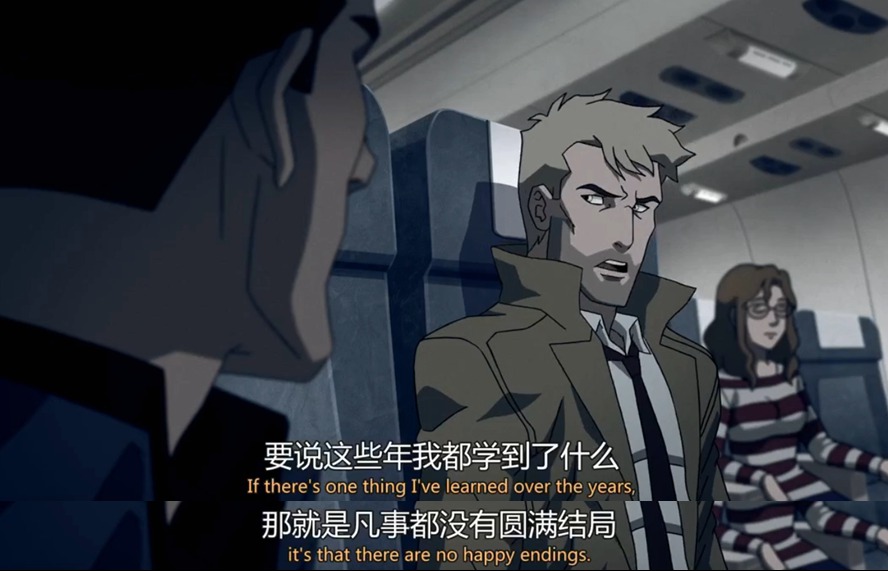 要说这些年我都学到了什么
If there's one thing I've learned over the years,
那就是凡事都没有圆满结局
it's that there are no happy endings.